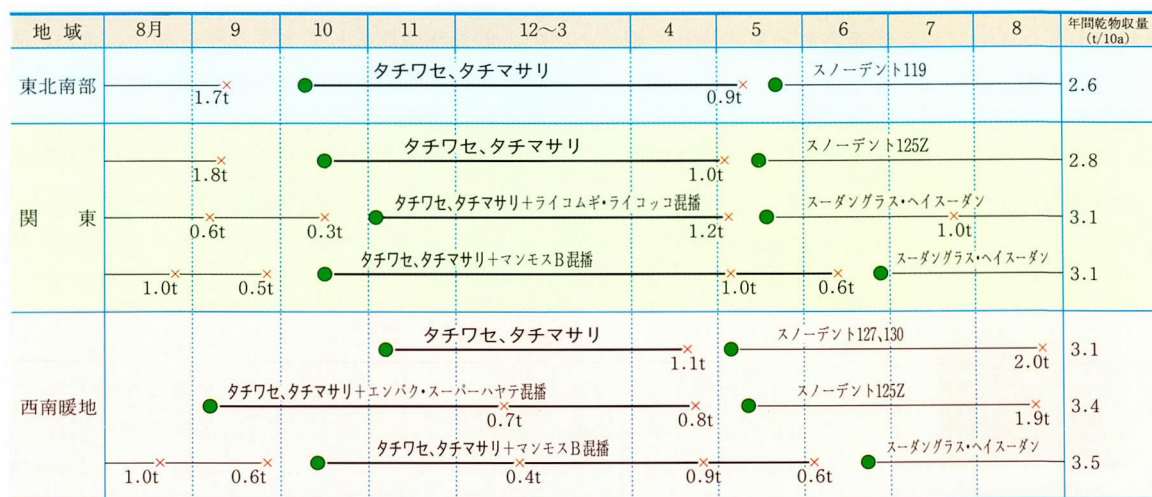 地域 8月 9 10 11 12〜3 4 5 6 7 8 年間乾物収量
(t/10a)
東北南部 タチワセ、タチマサリ スノーデント119
1.7t 0.9t 2.6
タチワセ、タチマサリ スノーデント125Z
1.8t 1.0t 2.8
関東 タチワセ、タチマサリ+ライコムギ・ライコッコ混播 スーダングラス・ヘイスーダン
0.6t 0.3t 1.2t 1.0t 3.1
タチワセ、タチマサリ+マンモスB混播 スーダングラス・ヘイスーダン
1.0t 0.5t 1.0t 0.6t 3.1
タチワセ、タチマサリ スノーデント127、130
1.1t 2.0t 3.1
西南暖地 タチワセ、タチマサリ+エンバク・スーパーハヤテ混播 スノーデント125Z
0.7t 0.8t 1.9t 3.4
タチワセ、タチマサリ+マンモスB混播 スーダングラス・ヘイスーダン
1.0t 0.6t 0.4t 0.9t 0.6t 3.5